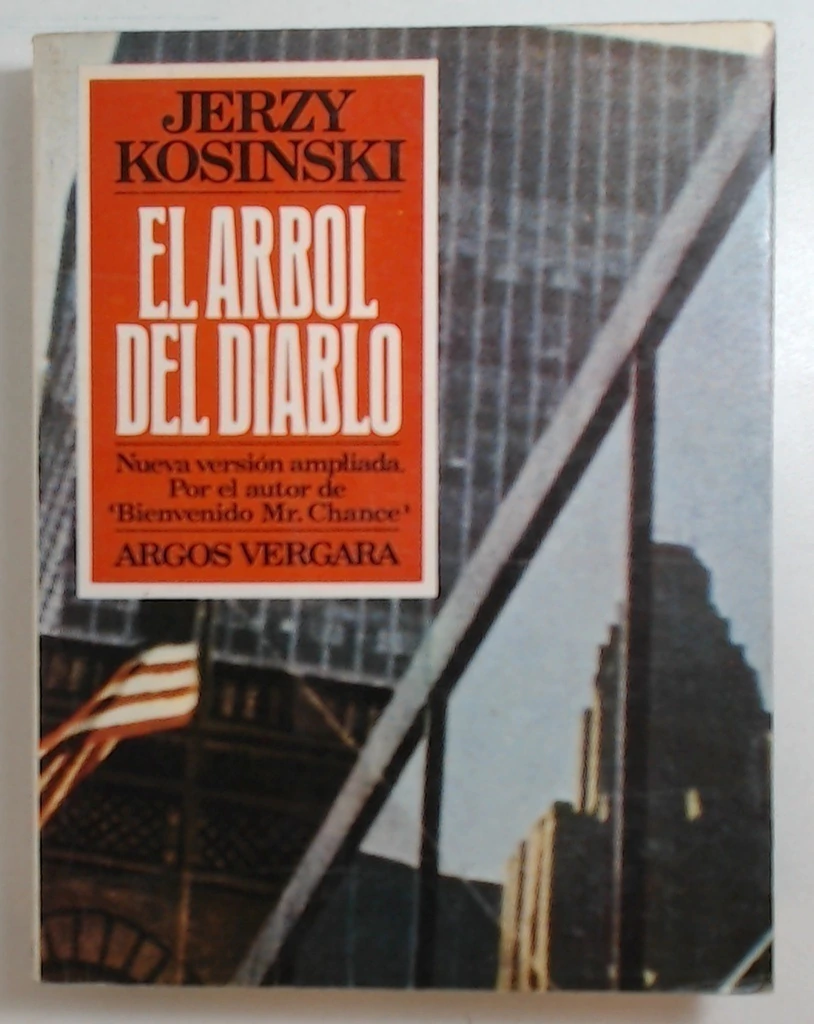 JERZY
KOSINSKI
EL ARBOL
DEL DIABLO
Nueva versión ampliada.
Por el autor de
'Bienvenido Mr. Chance'
ARGOS VERGARA